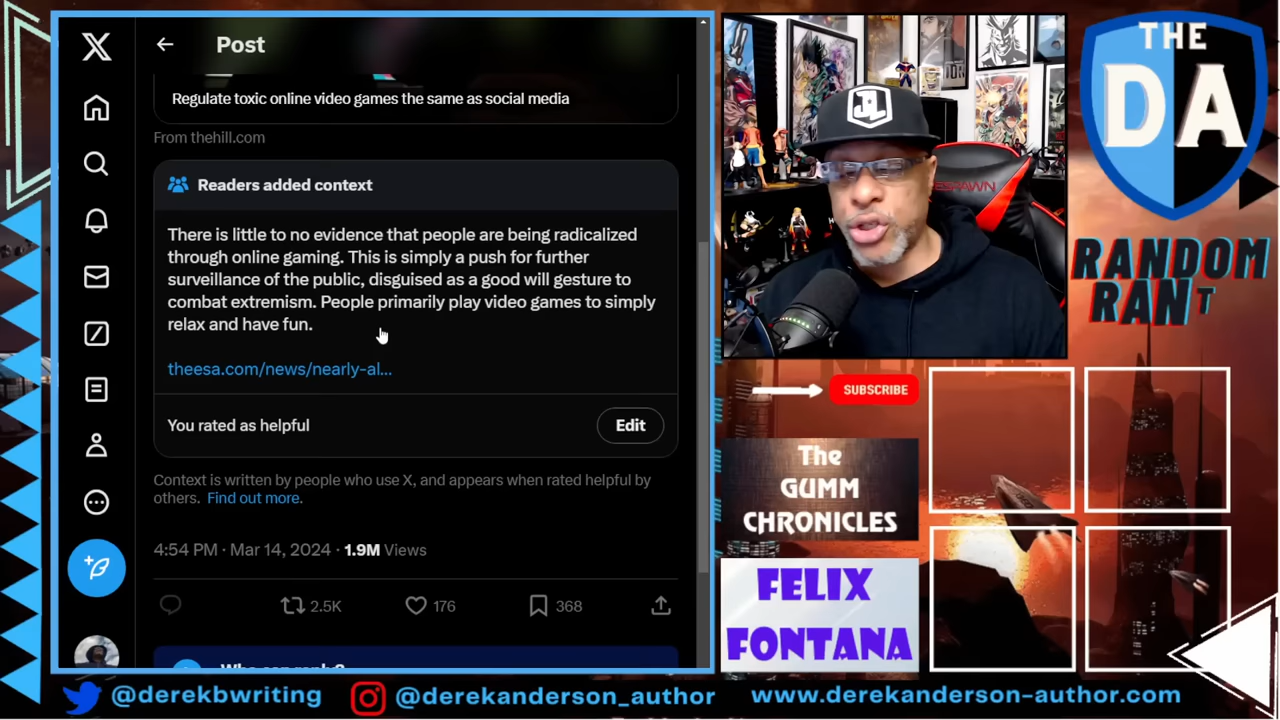 Post
Regulate toxic online video games the same as social media
From thehill.com
Readers added context
There is little to no evidence that people are being radicalized
through online gaming. This is simply a push for further
surveillance of the public, disguised as a good will gesture to
combat extremism. People primarily play video games to simply
relax and have fun.
theesa.com/news/nearly-al...
You rated as helpful
Edit
Context is written by people who use X, and appears when rated helpful by
others. Find out more.
4:54 PM · Mar 14, 2024 · 1.9M Views
2.5K
176
368
JL
THE
DA
RANDOM
RANT
SUBSCRIBE
The
GUMM
CHRONICLES
FELIX
FONTANA
@derekbwriting
@derekanderson_author
www.derekanderson-author.com